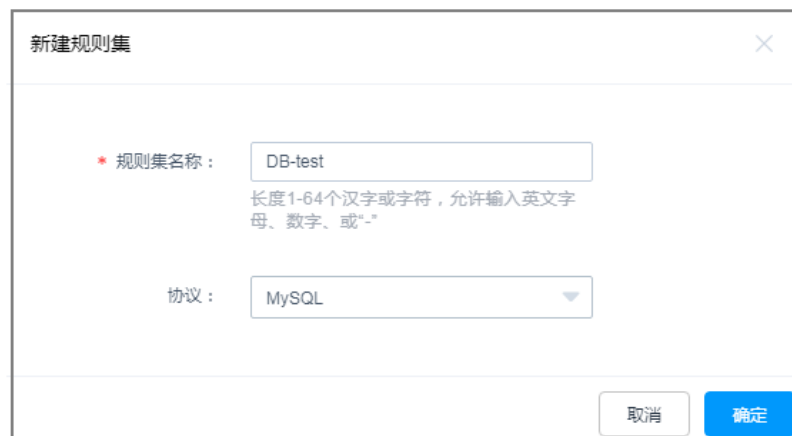 新建规则集
* 规则集名称：
DB-test
长度1-64个汉字或字符，允许输入英文字
母、数字、或“-”
协议：
MySQL
取消
确定